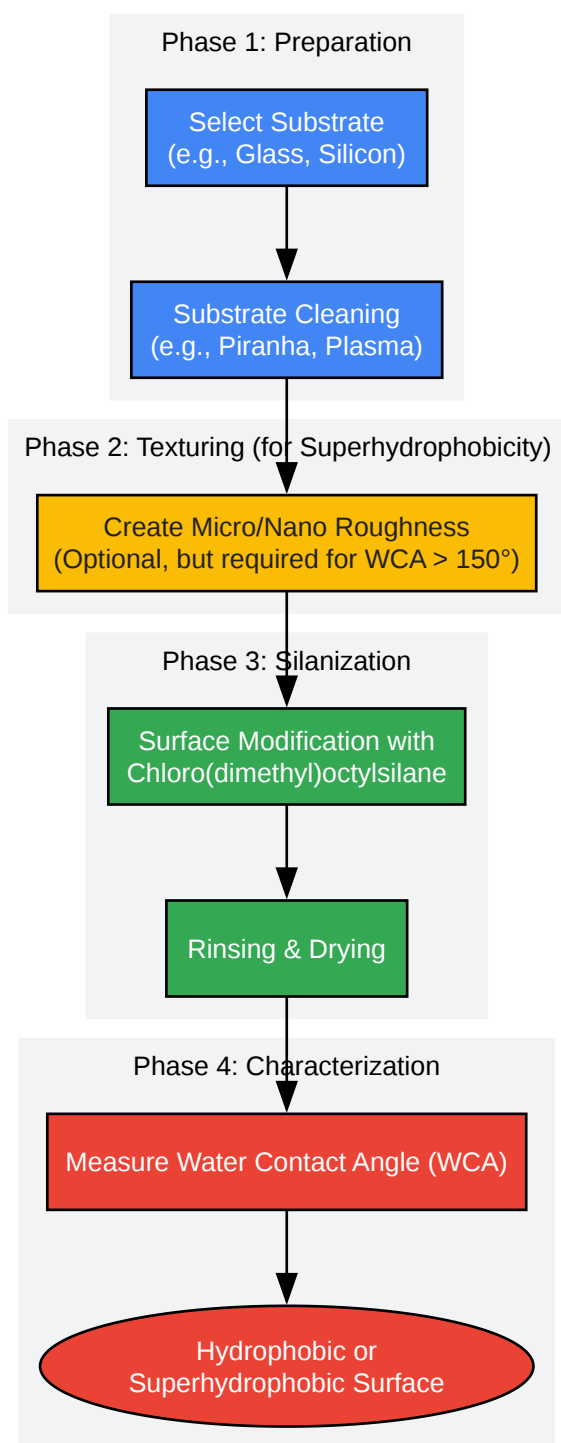 Phase 1: Preparation
Select Substrate
(e.g., Glass, Silicon)
Substrate Cleaning
(e.g., Piranha, Plasma)
Phase 2: Texturing (for Superhydrophobicity)
Create Micro/Nano Roughness
(Optional, but required for WCA > 150°)
Phase 3: Silanization
Surface Modification with
Chloro(dimethyl)octylsilane
Rinsing & Drying
Phase 4: Characterization
Measure Water Contact Angle (WCA)
Hydrophobic or
Superhydrophobic Surface